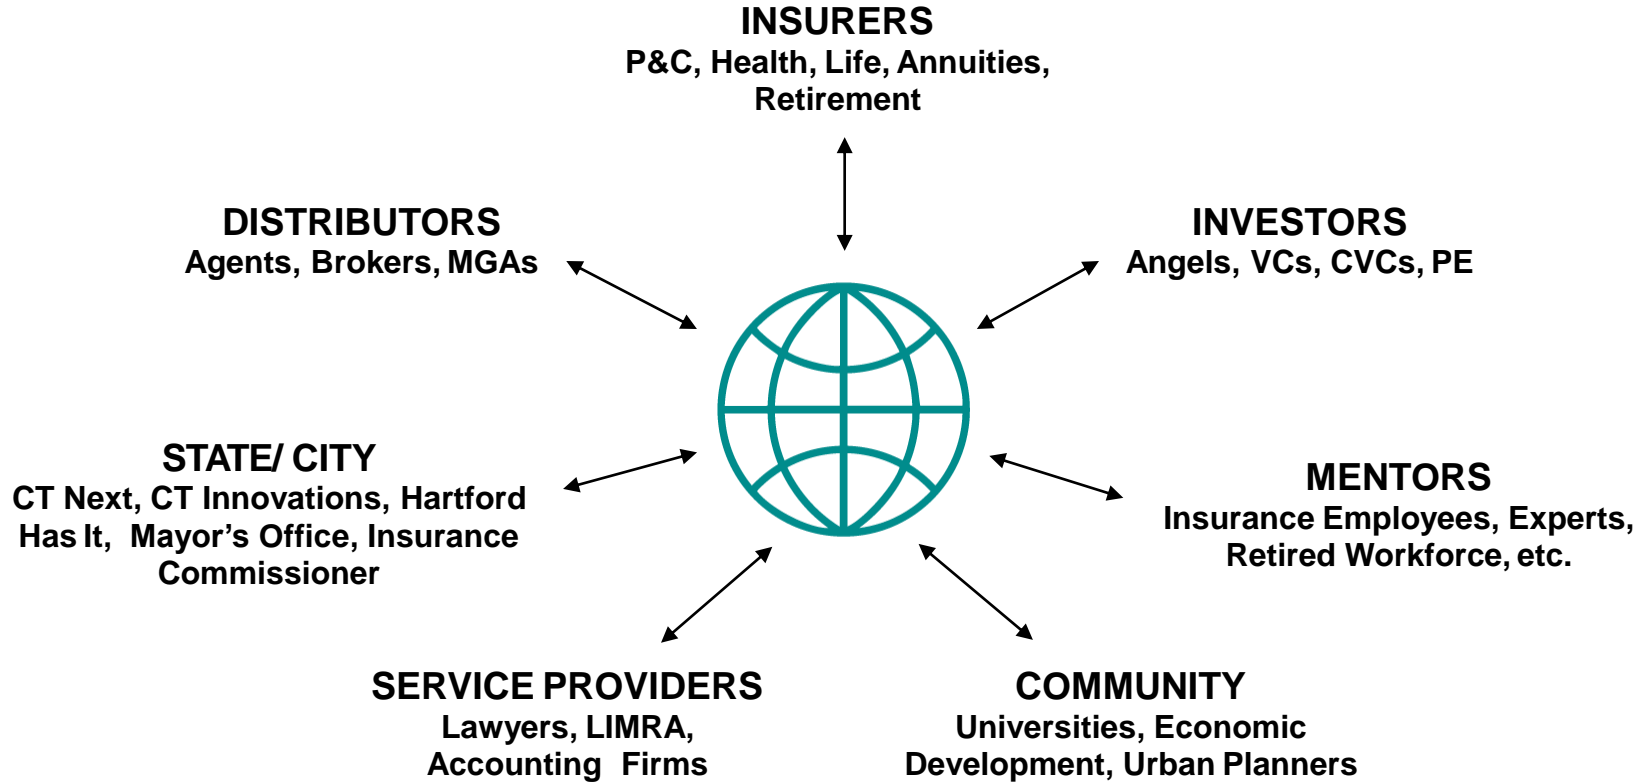 INSURERS
P&C, Health, Life, Annuities,
Retirement
DISTRIBUTORS
Agents, Brokers, MGAs
INVESTORS
Angels, VCs, CVCs, PE
STATE/ CITY
CT Next, CT Innovations, Hartford
Has It, Mayor’s Office, Insurance
Commissioner
MENTORS
Insurance Employees, Experts,
Retired Workforce, etc.
SERVICE PROVIDERS
Lawyers, LIMRA,
Accounting Firms
COMMUNITY
Universities, Economic
Development, Urban Planners